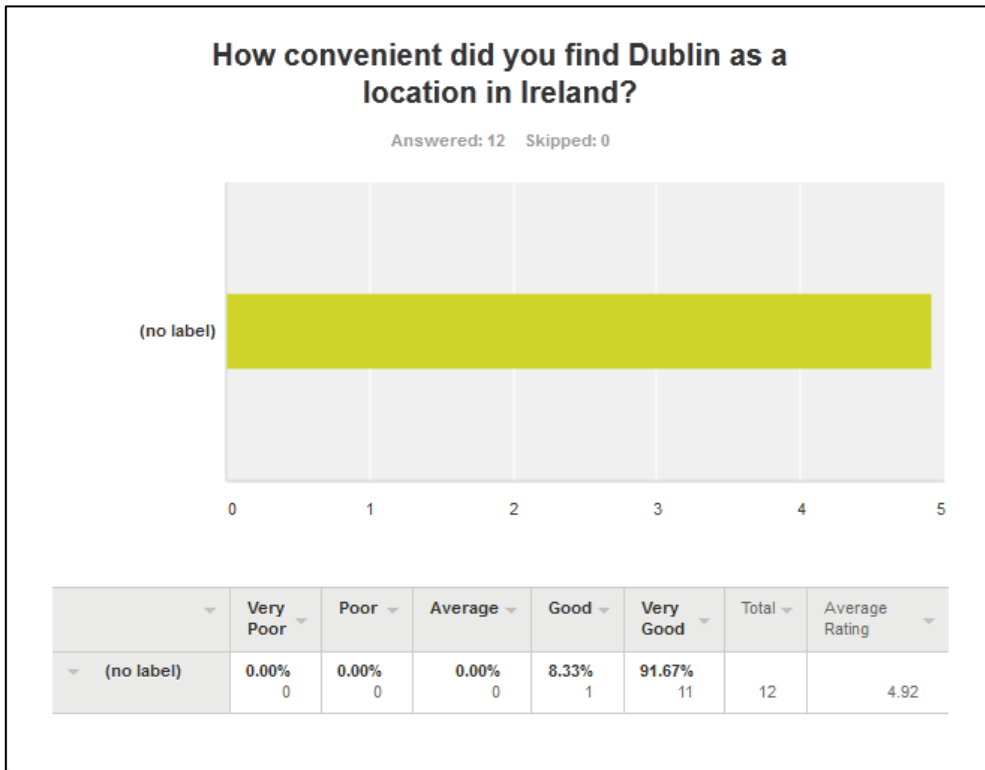 How convenient did you find Dublin as a
location in Ireland?
Answered: 12 Skipped: 0
(no label)
0 1 2 3 4 5
Very Poor Poor Average Good Very Good Total Average Rating
(no label) 0.00% 0.00% 0.00% 8.33% 91.67%
0 0 0 1 11 12 4.92